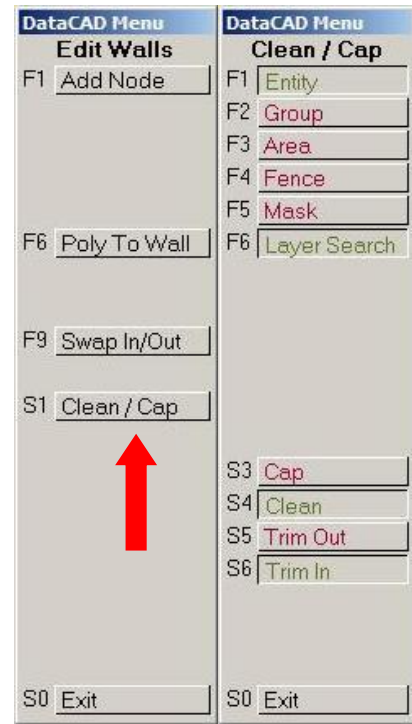 DataCAD Menu
Edit Walls
F1 Add Node
F6 Poly To Wall
F9 Swap In/Out
S1 Clean / Cap
S0 Exit
DataCAD Menu
Clean / Cap
F1 Entity
F2 Group
F3 Area
F4 Fence
F5 Mask
F6 Layer Search
S3 Cap
S4 Clean
S5 Trim Out
S6 Trim In
S0 Exit